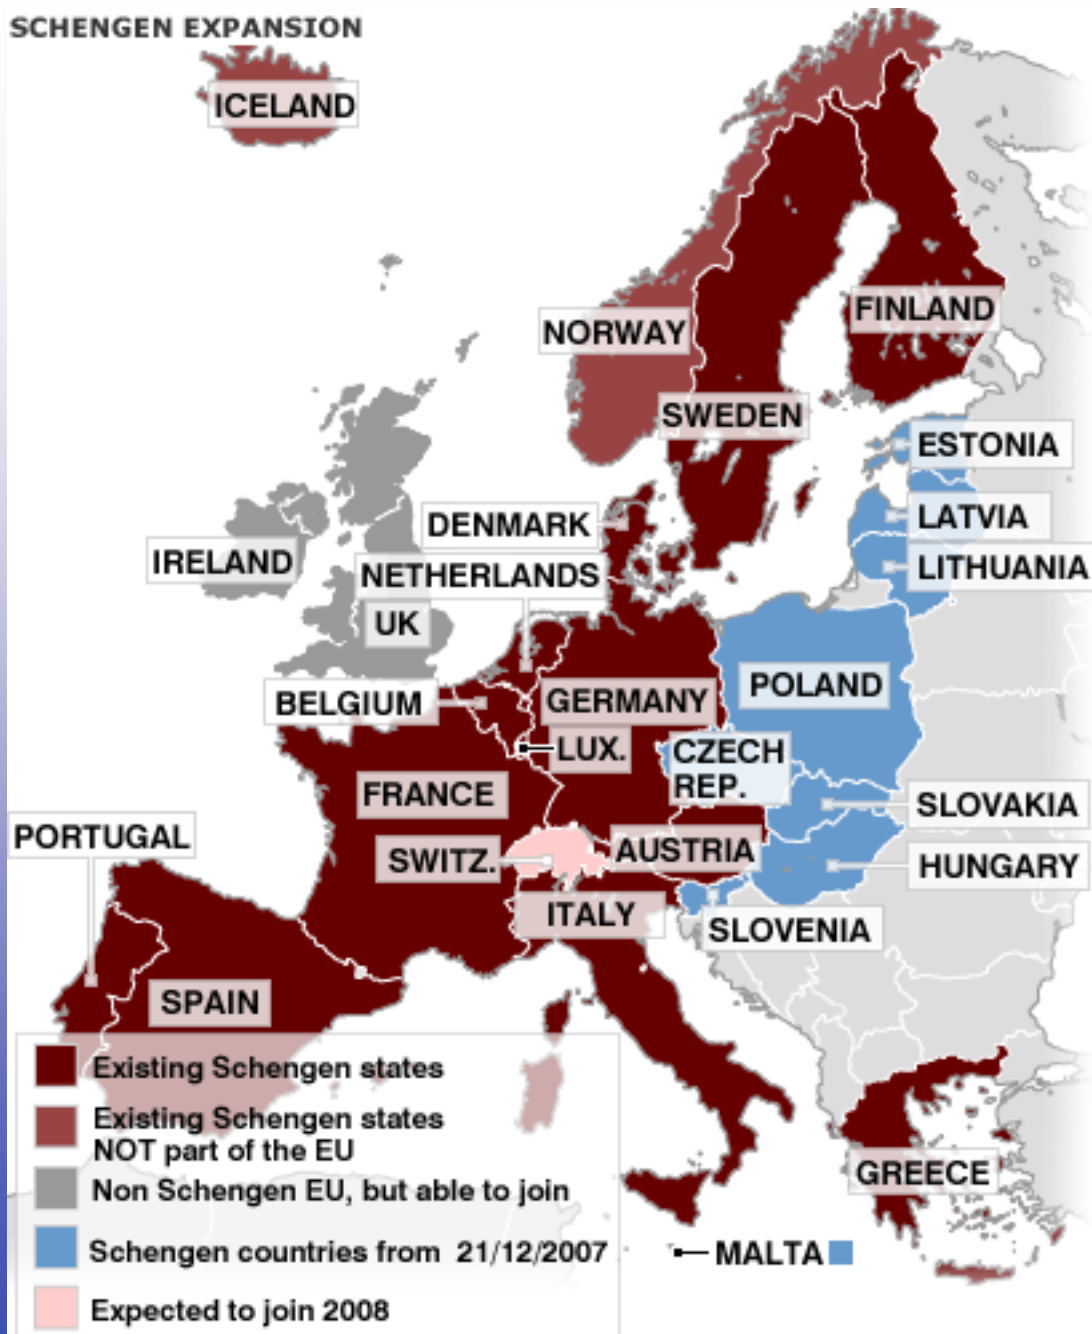 SCHENGEN EXPANSION
ICELAND
NORWAY
FINLAND
SWEDEN
ESTONIA
DENMARK
LATVIA
IRELAND
NETHERLANDS
LITHUANIA
UK
POLAND
BELGIUM
GERMANY
LUX.
CZECH
REP.
FRANCE
SLOVAKIA
PORTUGAL
SWITZ.
AUSTRIA
HUNGARY
ITALY
SLOVENIA
SPAIN
Existing Schengen states
Existing Schengen states
NOT part of the EU
Non Schengen EU, but able to join
Schengen countries from 21/12/2007
Expected to join 2008
GREECE
MALTA